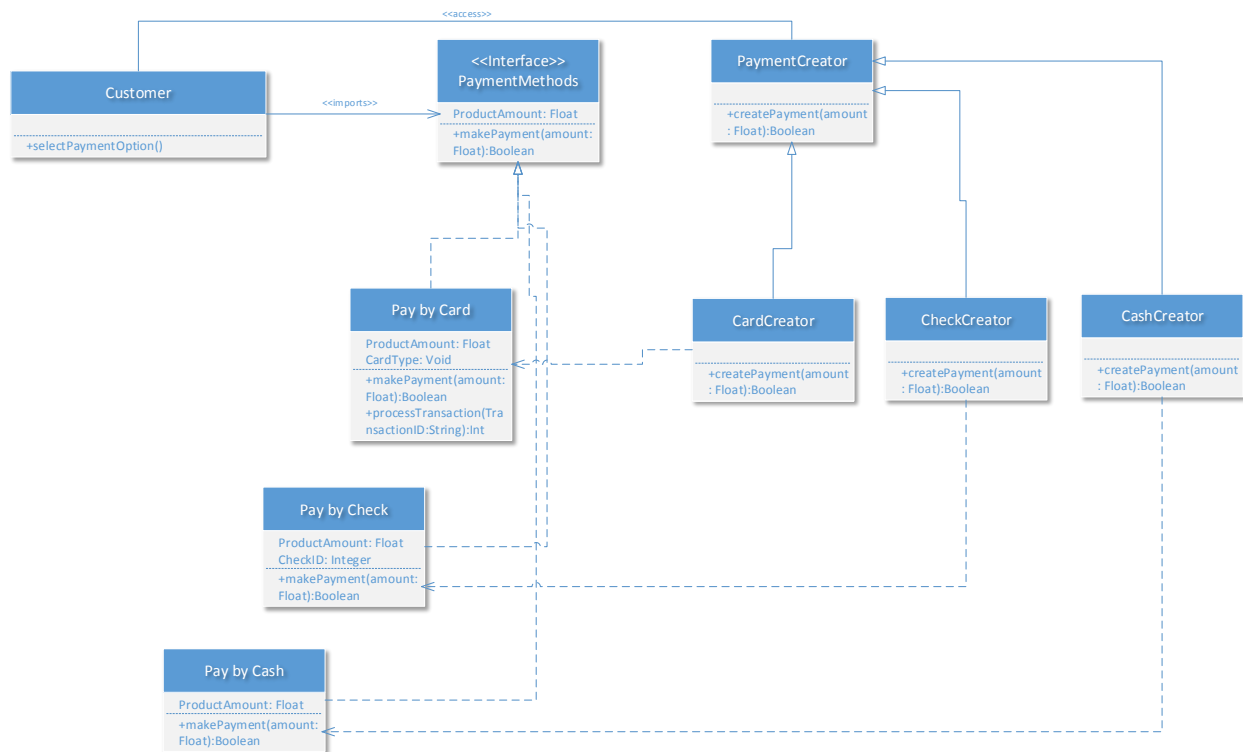 <<access>>
Customer
+selectPaymentOption()
<<imports>>
<<Interface>>
PaymentMethods
ProductAmount: Float
+makePayment(amount:
Float):Boolean
PaymentCreator
+createPayment(amount
: Float):Boolean
Pay by Card
ProductAmount: Float
CardType: Void
+makePayment(amount:
Float):Boolean
+processTransaction(Tra
nsactionID:String):Int
CardCreator
+createPayment(amount
: Float):Boolean
CheckCreator
+createPayment(amount
: Float):Boolean
CashCreator
+createPayment(amount
: Float):Boolean
Pay by Check
ProductAmount: Float
CheckID: Integer
+makePayment(amount:
Float):Boolean
Pay by Cash
ProductAmount: Float
+makePayment(amount:
Float):Boolean